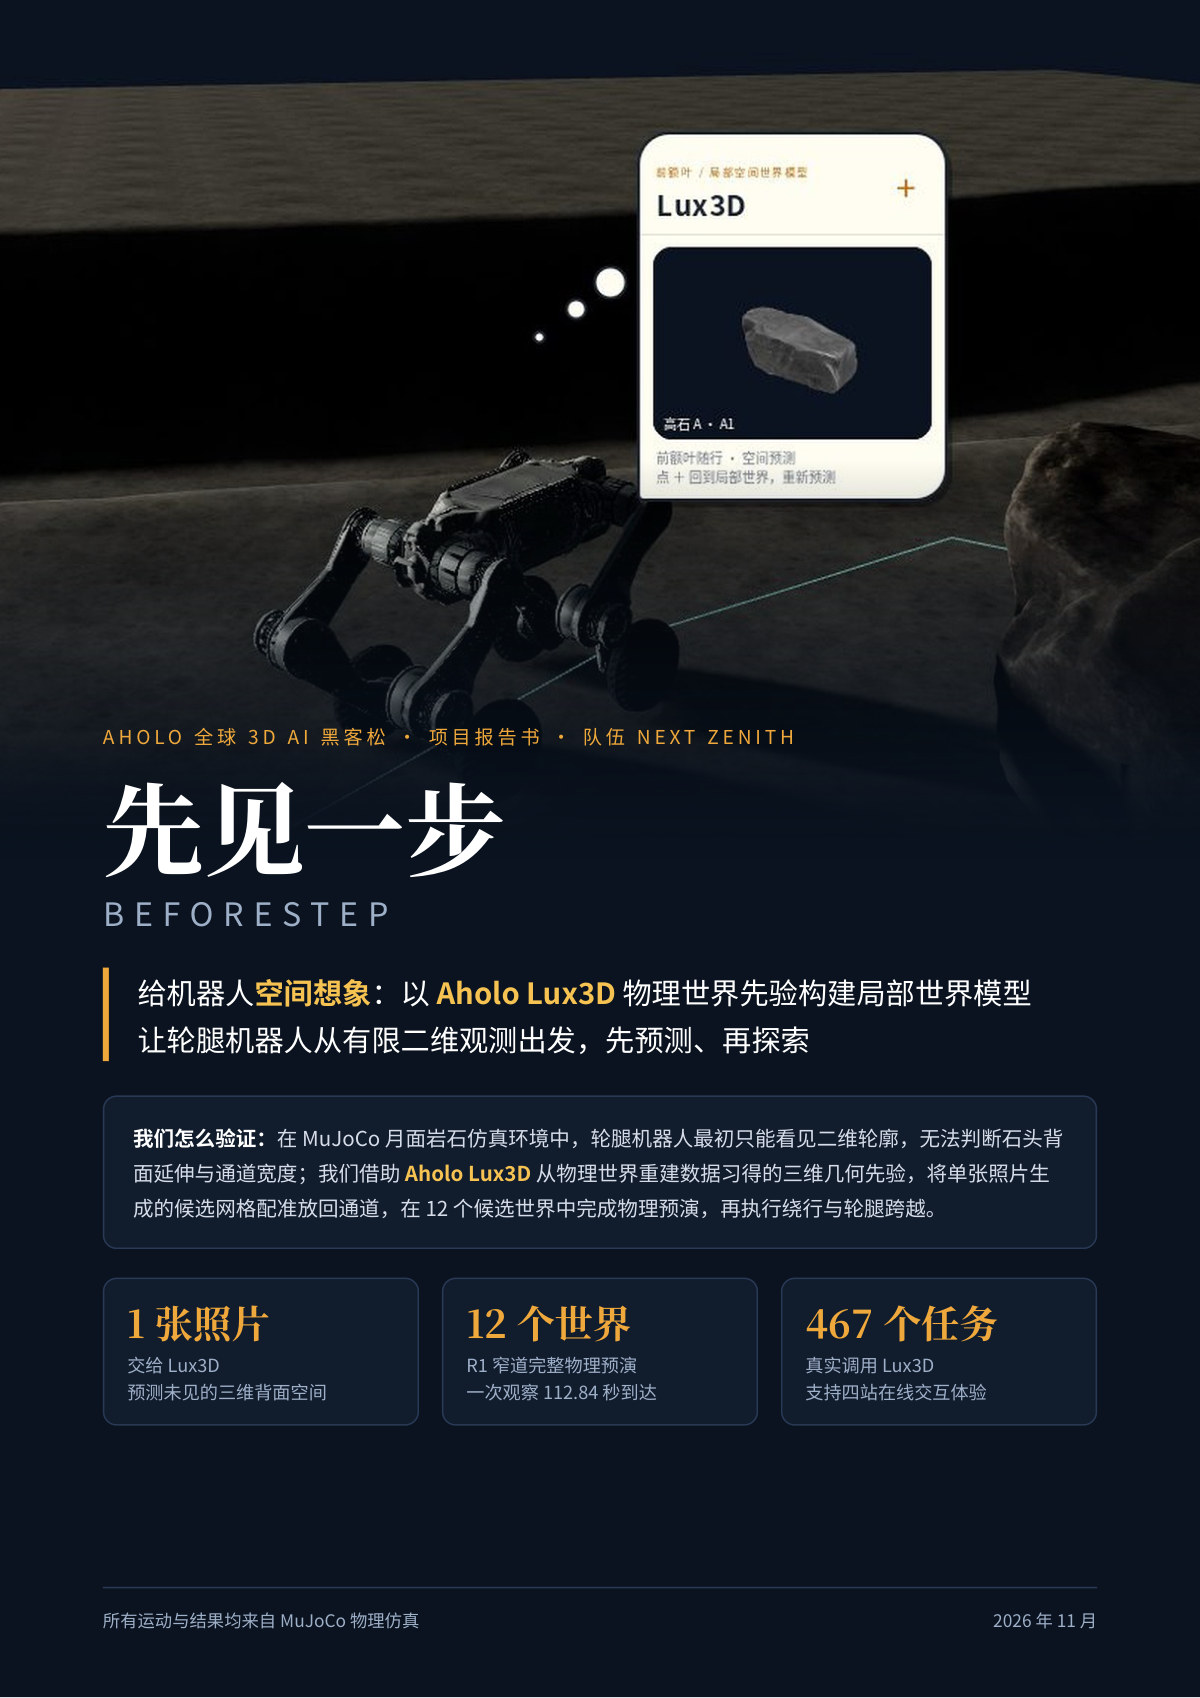 前额叶 / 局部空间世界模型
Lux3D
+
高石 A · A1
前额叶随行 · 空间预测
点 + 回到局部世界，重新预测
AHOLO 全球 3D AI 黑客松 · 项目报告书 · 队伍 NEXT ZENITH
先见一步
BEFORESTEP
给机器人空间想象：以 Aholo Lux3D 物理世界先验构建局部世界模型
让轮腿机器人从有限二维观测出发，先预测、再探索
我们怎么验证：在 MuJoCo 月面岩石仿真环境中，轮腿机器人最初只能看见二维轮廓，无法判断石头背
面延伸与通道宽度；我们借助 Aholo Lux3D 从物理世界重建数据习得的三维几何先验，将单张照片生
成的候选网格配准放回通道，在 12 个候选世界中完成物理预演，再执行绕行与轮腿跨越。
1 张照片
交给 Lux3D
预测未见的三维背面空间
12 个世界
R1 窄道完整物理预演
一次观察 112.84 秒到达
467 个任务
真实调用 Lux3D
支持四站在线交互体验
所有运动与结果均来自 MuJoCo 物理仿真
2026 年 11 月